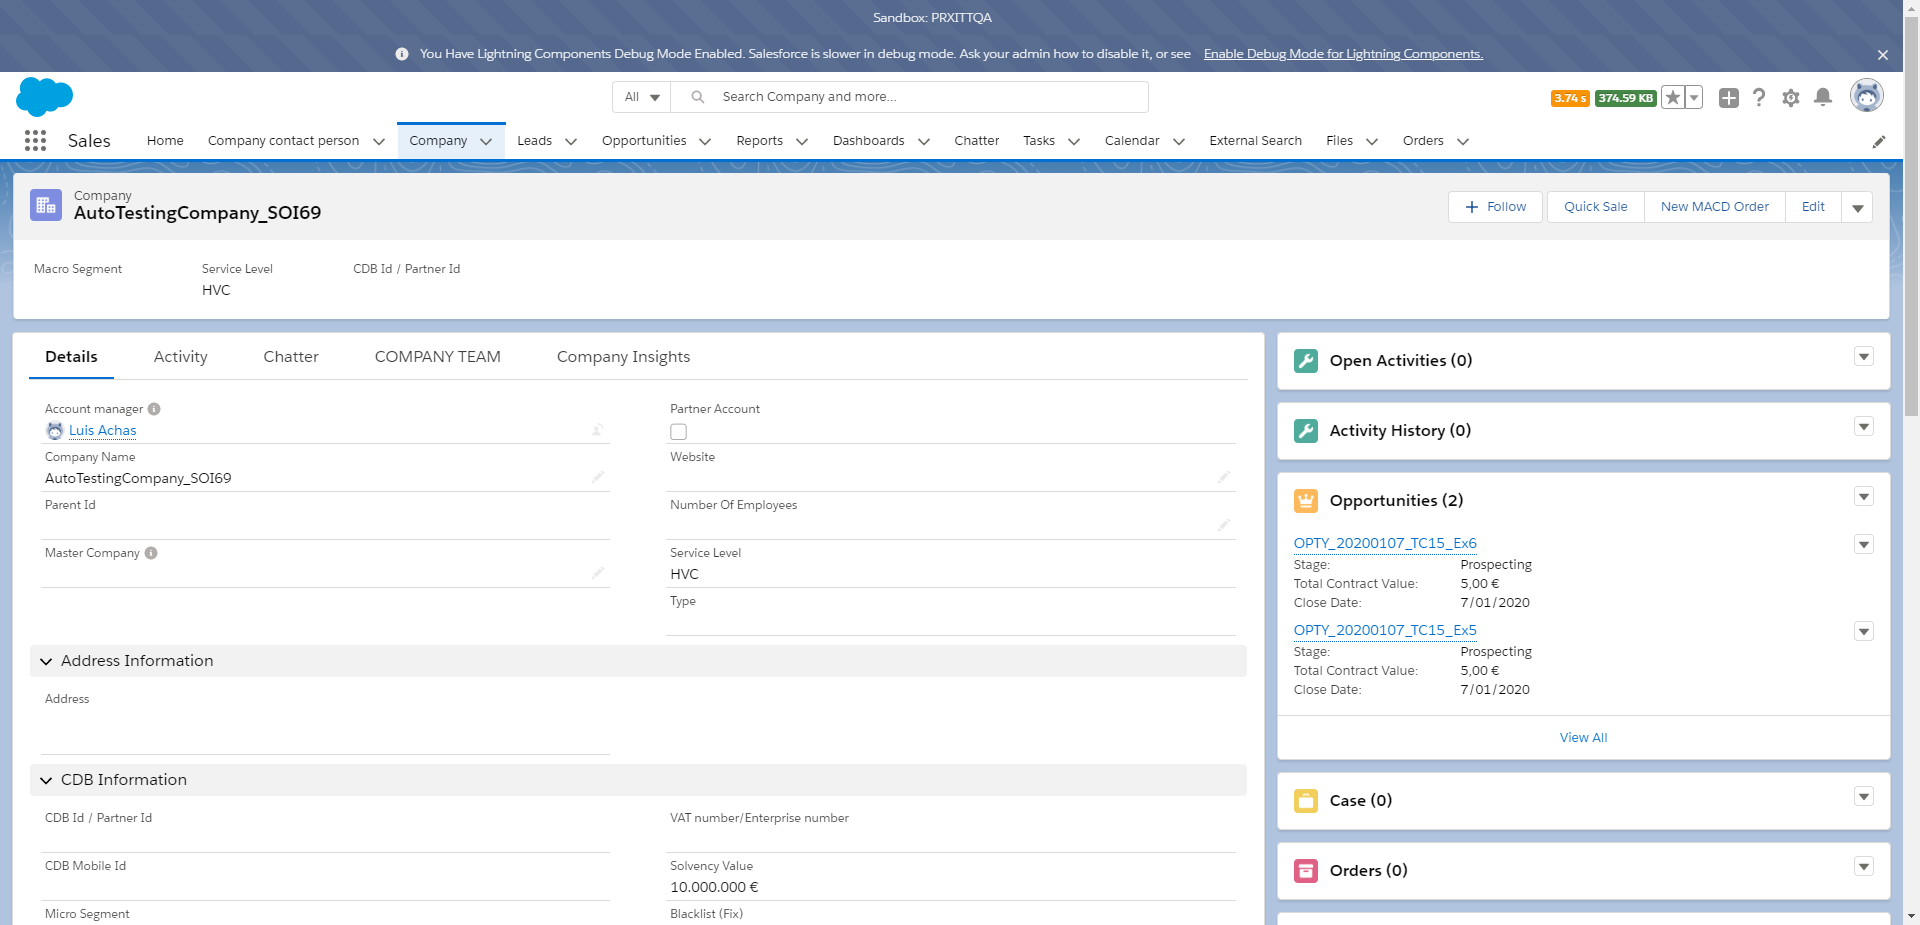 Sandbox: PRXITTQA
You Have Lightning Components Debug Mode Enabled. Salesforce is slower in debug mode. Ask your admin how to disable it, or see Enable Debug Mode for Lightning Components.
All Search Company and more...
3.74 s 374.59 KB
Sales Home Company contact person Company Leads Opportunities Reports Dashboards Chatter Tasks Calendar External Search Files Orders
Company
AutoTestingCompany_SOI69
Follow Quick Sale New MACD Order Edit
Macro Segment Service Level CDB Id / Partner Id
HVC
Details Activity Chatter COMPANY TEAM Company Insights
Account manager
Luis Achas
Partner Account
Company Name
AutoTestingCompany_SOI69
Website
Parent Id
Number Of Employees
Master Company
Service Level
HVC
Type
Address Information
Address
CDB Information
CDB Id / Partner Id
VAT number/Enterprise number
CDB Mobile Id
Solvency Value
10.000.000 €
Micro Segment
Blacklist (Fix)
Open Activities (0)
Activity History (0)
Opportunities (2)
OPTY_20200107_TC15_Ex6
Stage: Prospecting
Total Contract Value: 5,00 €
Close Date: 7/01/2020
OPTY_20200107_TC15_Ex5
Stage: Prospecting
Total Contract Value: 5,00 €
Close Date: 7/01/2020
View All
Case (0)
Orders (0)